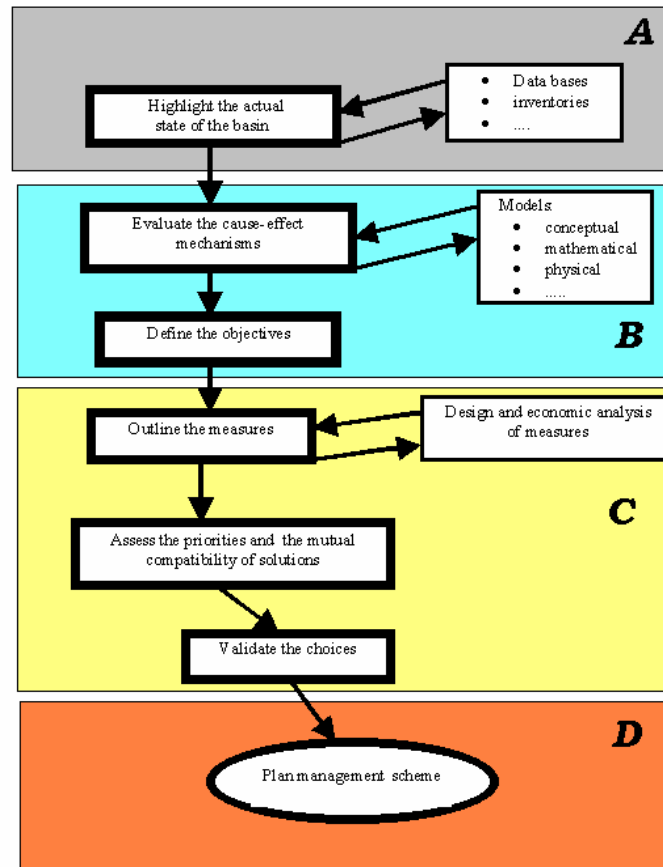 A
Highlight the actual
state of the basin
• Data bases
• inventories
• ....
Evaluate the cause-effect
mechanisms
Models:
• conceptual
• mathematical
• physical
• .....
Define the objectives
B
Outline the measures
Design and economic analysis
of measures
C
Assess the priorities and the mutual
compatibility of solutions
Validate the choices
D
Plan management scheme